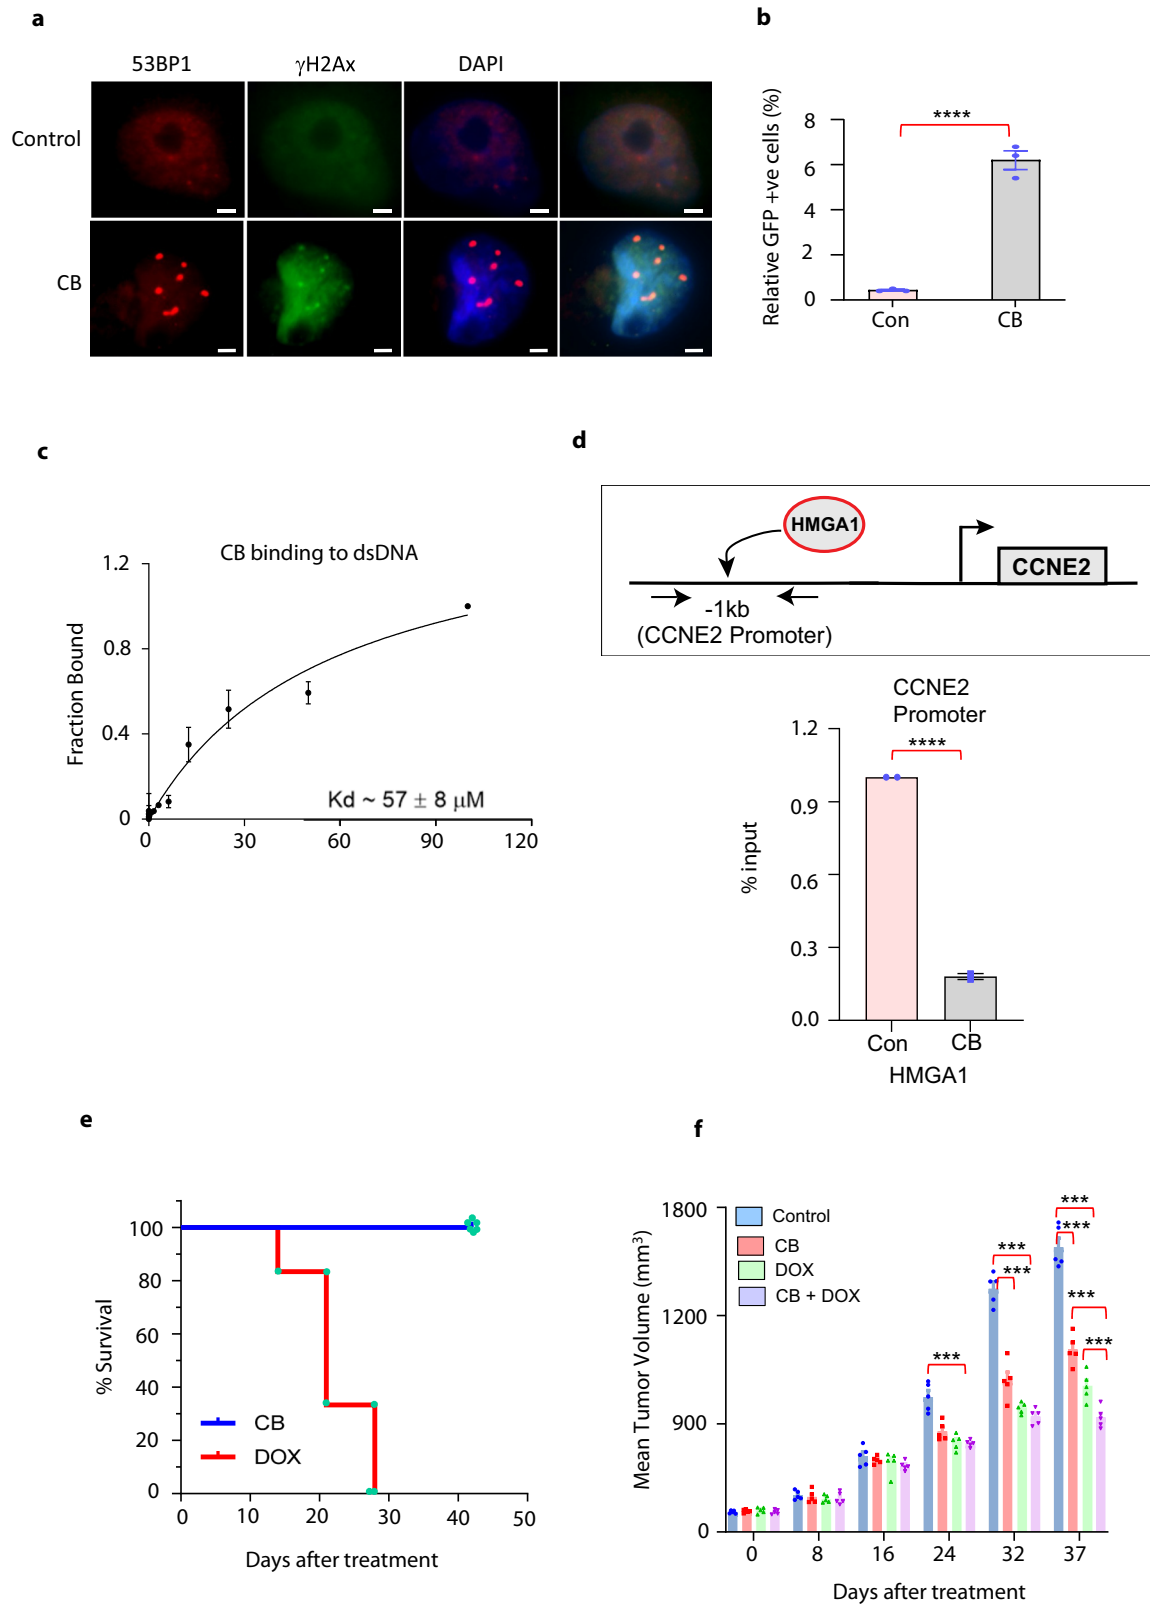 a
53BP1
γH2Ax
DAPI
Control
CB
b
Relative GFP +ve cells (%)
8
6
4
2
0
****
Con
CB
c
CB binding to dsDNA
Fraction Bound
1.2
0.8
0.4
0
Kd ~ 57 ± 8 μM
0
30
60
90
120
d
HMGA1
CCNE2
-1kb
(CCNE2 Promoter)
CCNE2
Promoter
% input
1.2
0.9
0.6
0.3
0.0
****
Con
CB
HMGA1
e
% Survival
100
80
60
40
20
0
CB
DOX
0
10
20
30
40
50
Days after treatment
f
Mean Tumor Volume (mm³)
1800
1200
900
0
Control
CB
DOX
CB + DOX
***
***
***
***
***
***
***
0
8
16
24
32
37
Days after treatment